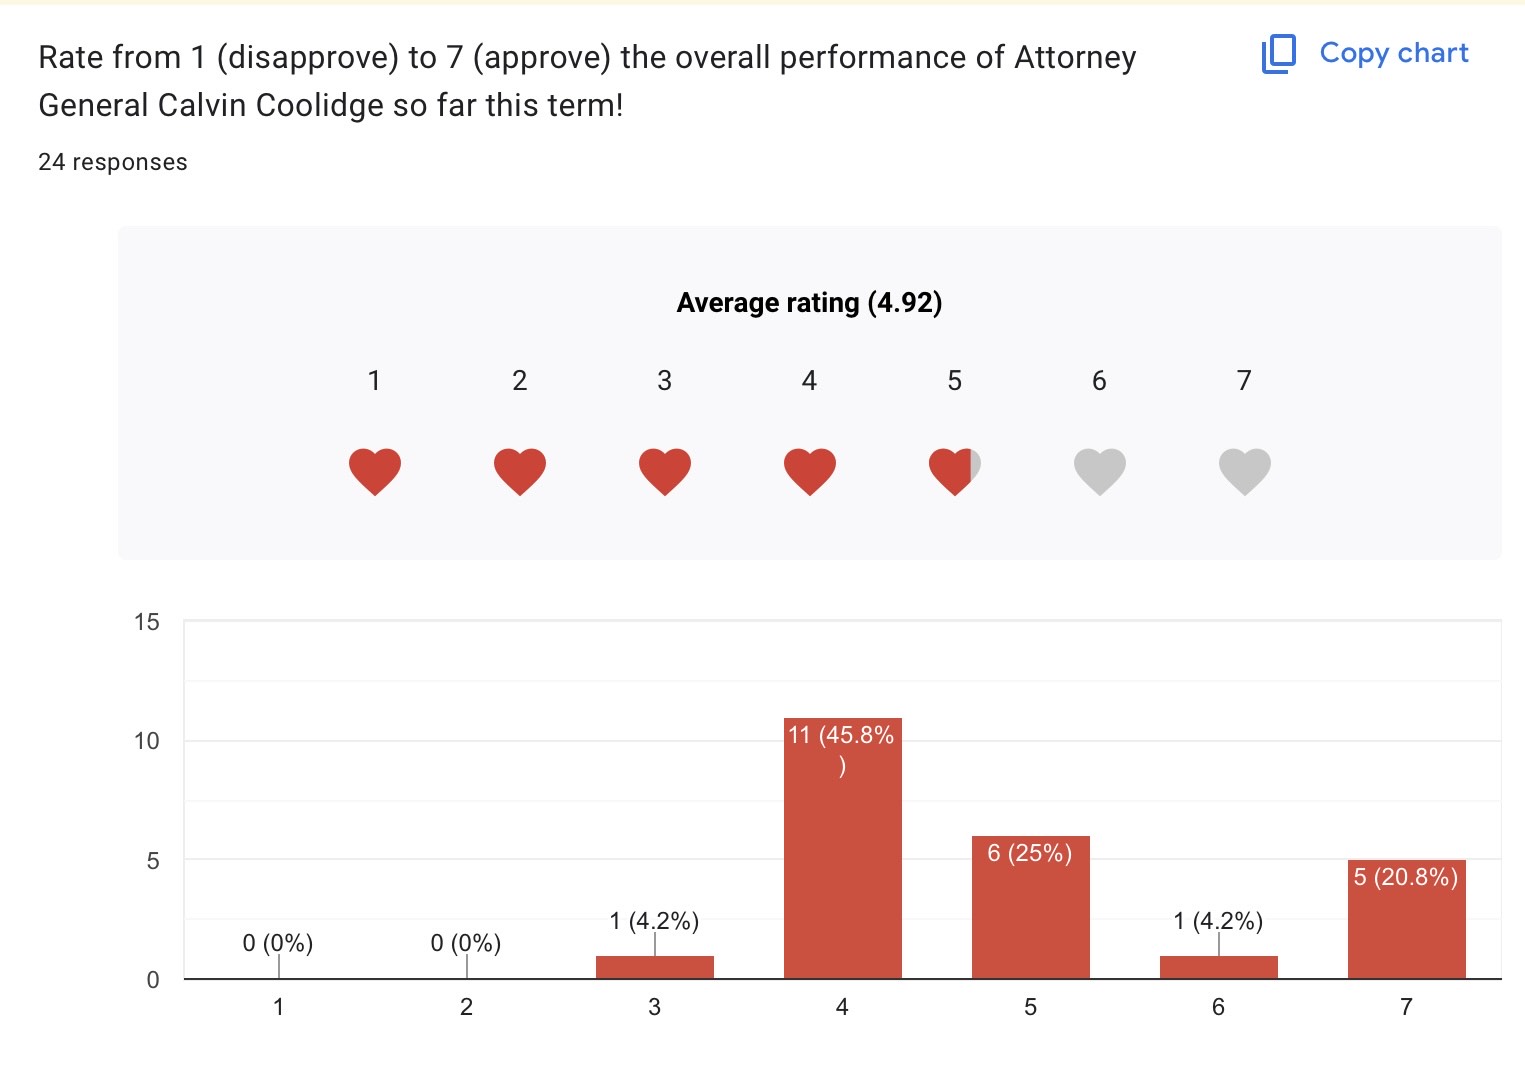 Rate from 1 (disapprove) to 7 (approve) the overall performance of Attorney
General Calvin Coolidge so far this term!
Copy chart
24 responses
Average rating (4.92)
1 2 3 4 5 6 7
15
10
5
0
0 (0%)
0 (0%)
1 (4.2%)
11 (45.8%
)
6 (25%)
1 (4.2%)
5 (20.8%)
1 2 3 4 5 6 7